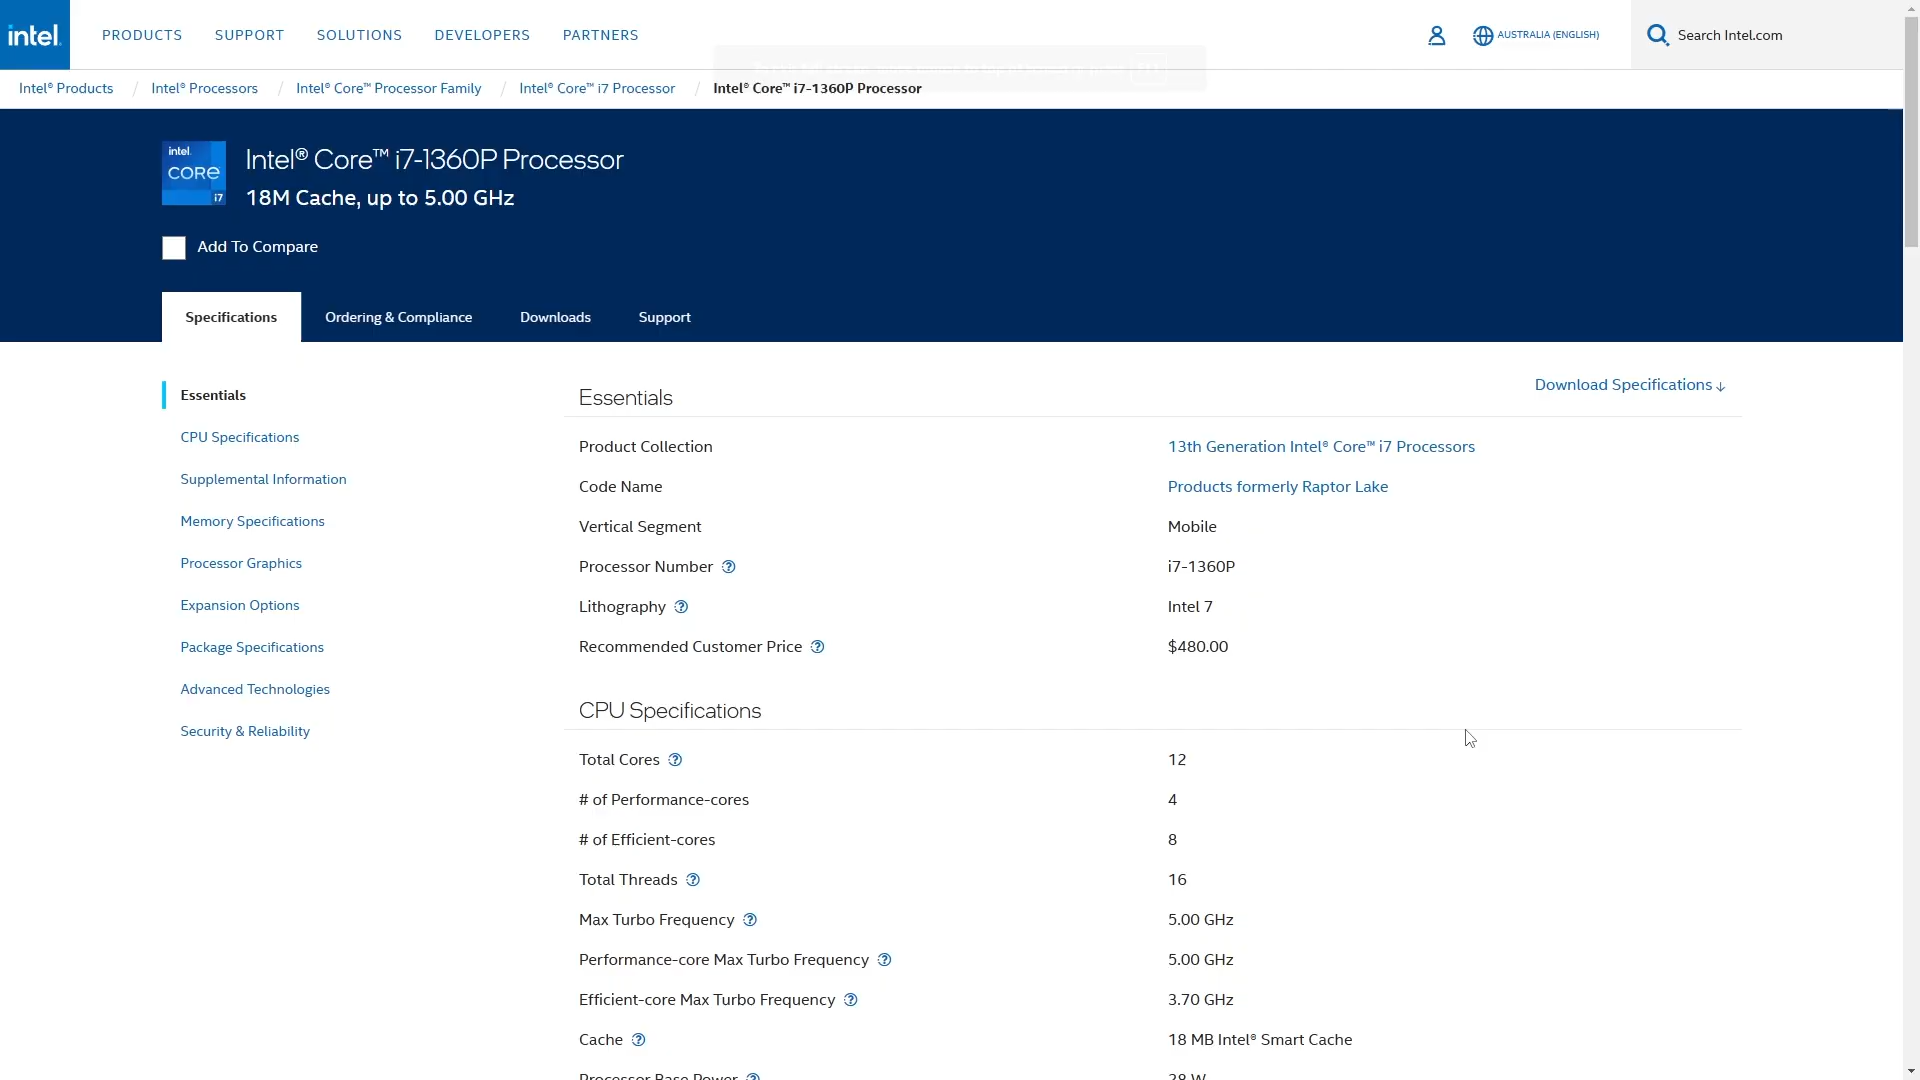 intel.
PRODUCTS SUPPORT SOLUTIONS DEVELOPERS PARTNERS
AUSTRALIA (ENGLISH)
Search Intel.com
Intel® Products / Intel® Processors / Intel® Core™ Processor Family / Intel® Core™ i7 Processor / Intel® Core™ i7-1360P Processor
intel.
CORE
i7
Intel® Core™ i7-1360P Processor
18M Cache, up to 5.00 GHz
Add To Compare
Specifications Ordering & Compliance Downloads Support
Essentials
CPU Specifications
Supplemental Information
Memory Specifications
Processor Graphics
Expansion Options
Package Specifications
Advanced Technologies
Security & Reliability
Essentials
Download Specifications ↓
Product Collection 13th Generation Intel® Core™ i7 Processors
Code Name Products formerly Raptor Lake
Vertical Segment Mobile
Processor Number ? i7-1360P
Lithography ? Intel 7
Recommended Customer Price ? $480.00
CPU Specifications
Total Cores ? 12
# of Performance-cores 4
# of Efficient-cores 8
Total Threads ? 16
Max Turbo Frequency ? 5.00 GHz
Performance-core Max Turbo Frequency ? 5.00 GHz
Efficient-core Max Turbo Frequency ? 3.70 GHz
Cache ? 18 MB Intel® Smart Cache
Processor Base Power ? 28 W